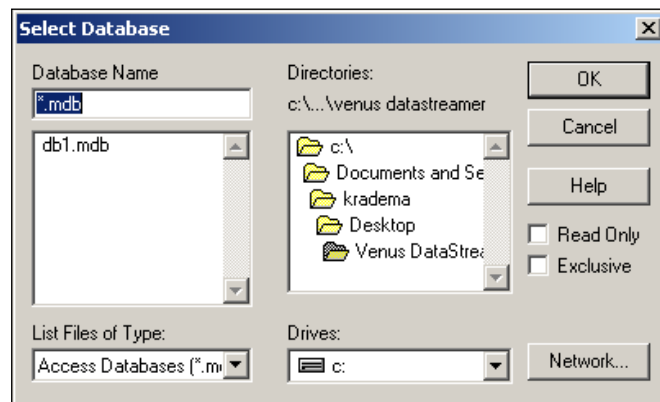 Select Database
Database Name
*.mdb
db1.mdb
List Files of Type:
Access Databases (*.m
Directories:
c:\...\venus datastreamer
c:\
Documents and Se
kradema
Desktop
Venus DataStrea
Drives:
c:
OK
Cancel
Help
Read Only
Exclusive
Network...